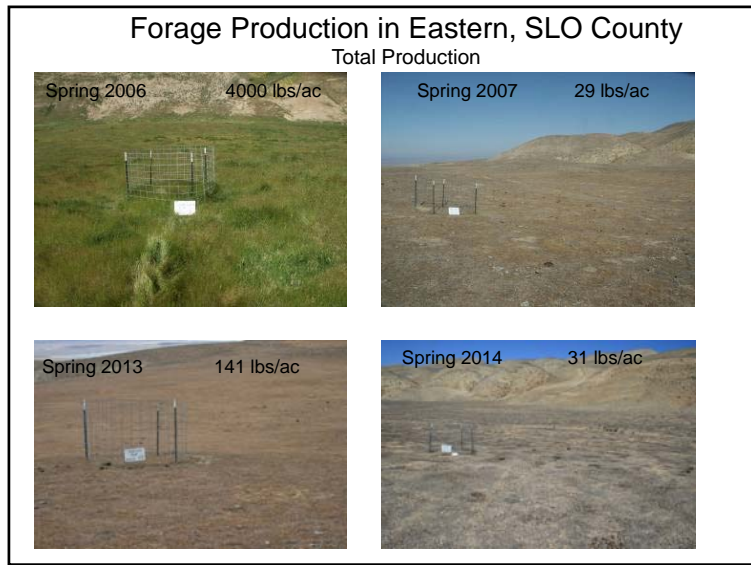 Forage Production in Eastern, SLO County
Total Production
Spring 2006 4000 lbs/ac
Spring 2007 29 lbs/ac
Spring 2013 141 lbs/ac
Spring 2014 31 lbs/ac